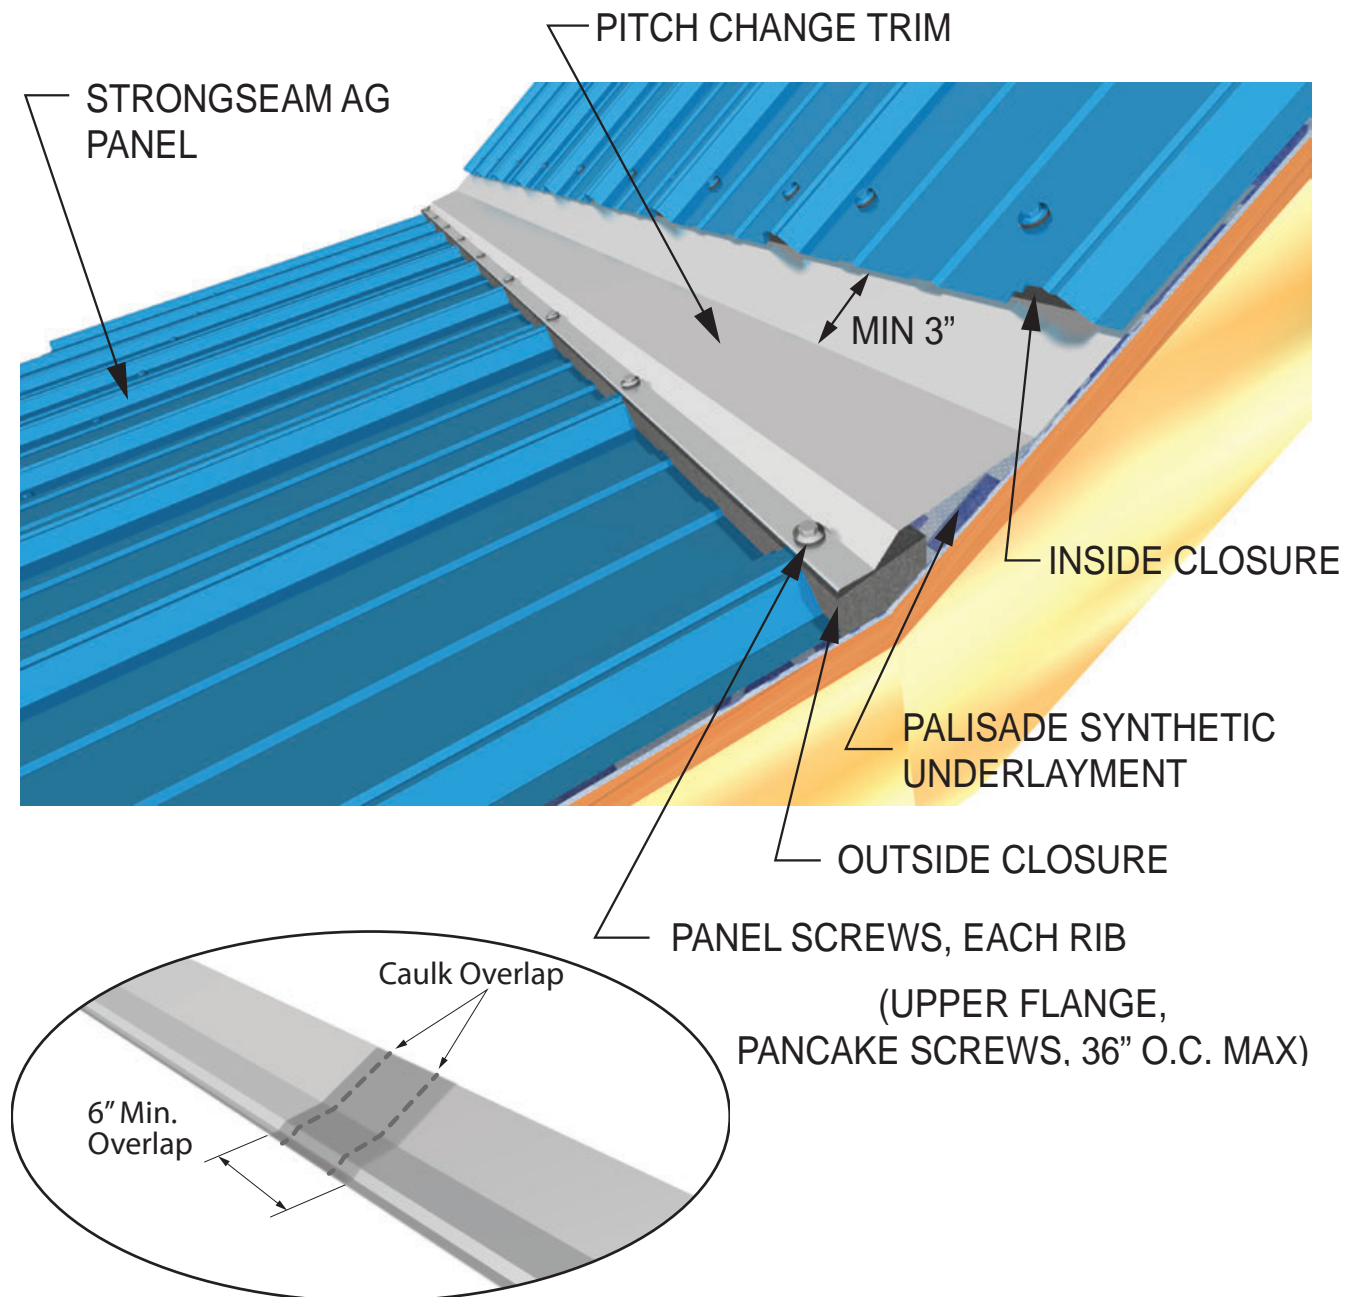 PITCH CHANGE TRIM
STRONGSEAM AG
PANEL
MIN 3”
INSIDE CLOSURE
PALISADE SYNTHETIC
UNDERLAYMENT
OUTSIDE CLOSURE
PANEL SCREWS, EACH RIB
(UPPER FLANGE,
PANCAKE SCREWS, 36” O.C. MAX)
Caulk Overlap
6” Min.
Overlap